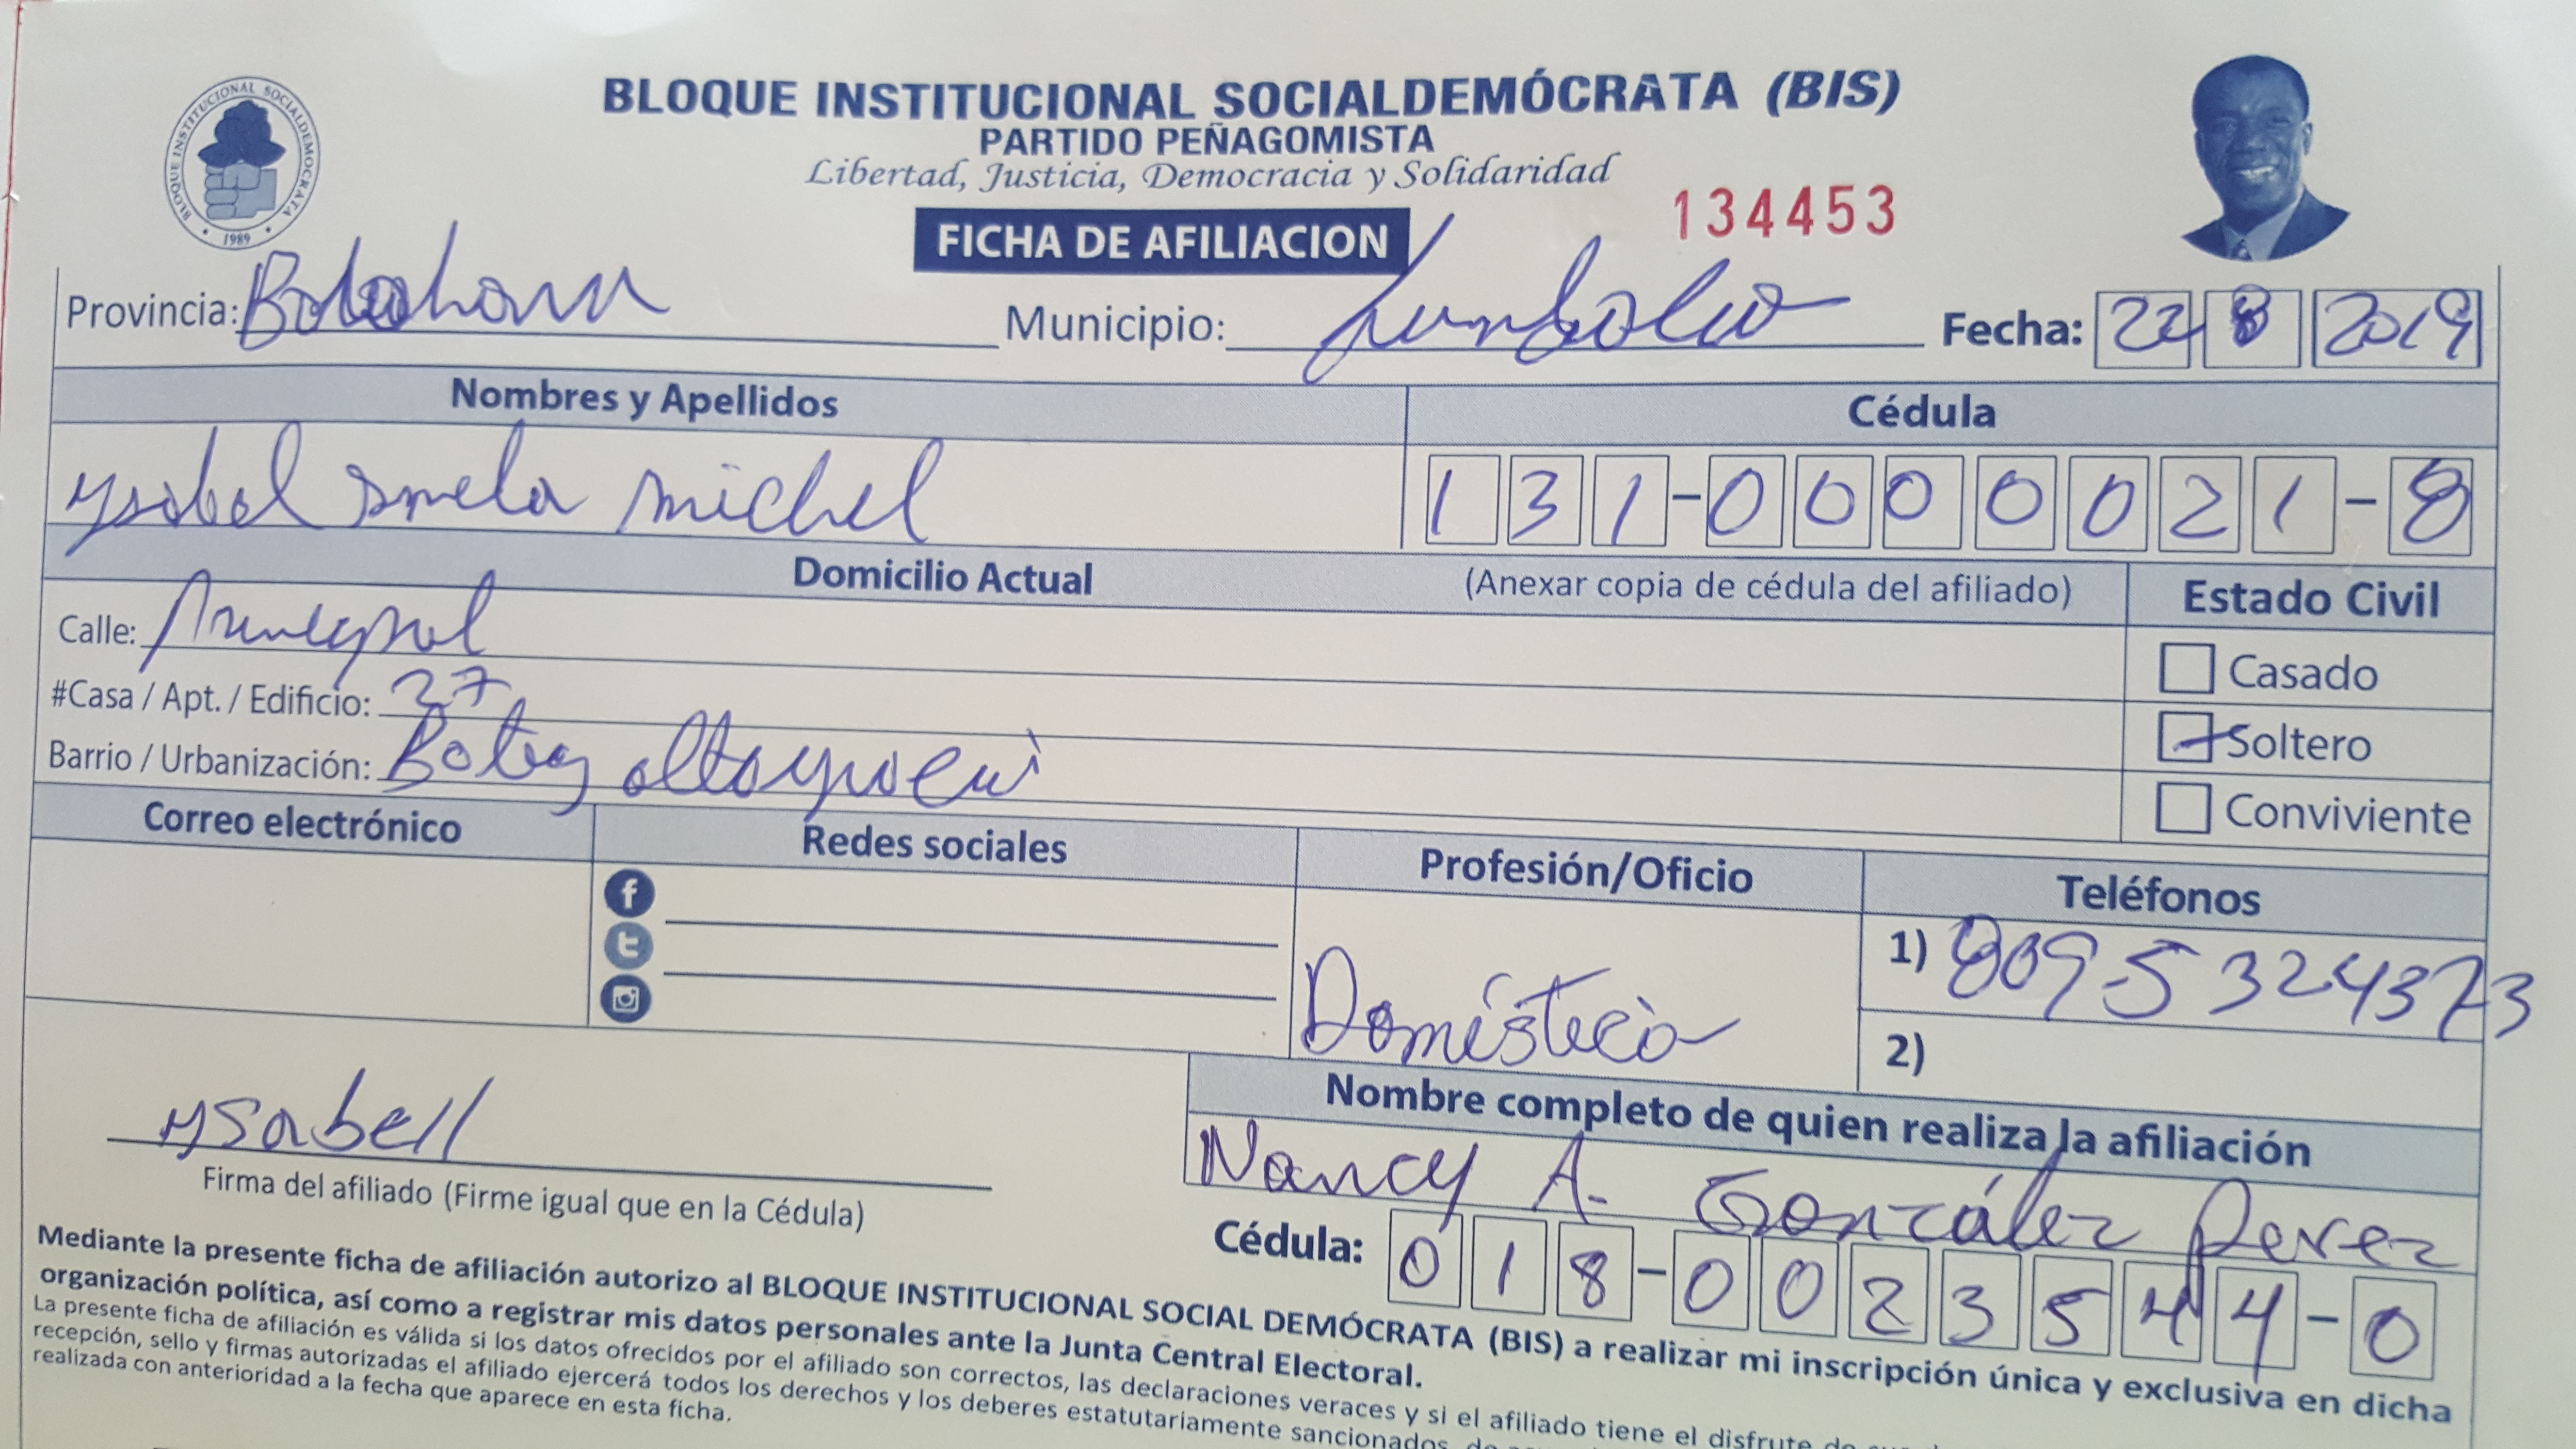 BLOQUE INSTITUCIONAL SOCIALDEMÓCRATA (BIS)
PARTIDO PEÑAGOMISTA
Libertad, Justicia, Democracia y Solidaridad
BLOQUE INSTITUCIONAL SOCIALDEMOCRATA
1989
134453
FICHA DE AFILIACION
Provincia:
Municipio:
Fecha: 22 8 2019
Nombres y Apellidos
Cédula
Ysabel michel
131-0000021-8
Domicilio Actual
(Anexar copia de cédula del afiliado)
Estado Civil
Calle:
Casado
#Casa / Apt. / Edificio: 27
Soltero
Barrio / Urbanización: Batey
Conviviente
Correo electrónico
Redes sociales
Profesión/Oficio
Teléfonos
1) 809-5324373
Domésteca
2)
Nombre completo de quien realiza la afiliación
Ysabell
Nancy A. González Perez
Firma del afiliado (Firme igual que en la Cédula)
Cédula: 018-0023544-0
Mediante la presente ficha de afiliación autorizo al BLOQUE INSTITUCIONAL SOCIAL DEMÓCRATA (BIS) a realizar mi inscripción única y exclusiva en dicha
organización política, así como a registrar mis datos personales ante la Junta Central Electoral.
La presente ficha de afiliación es válida si los datos ofrecidos por el afiliado son correctos, las declaraciones veraces y si el afiliado tiene el disfrute de
recepción, sello y firmas autorizadas el afiliado ejercerá todos los derechos y los deberes estatutariamente sancionados,
realizada con anterioridad a la fecha que aparece en esta ficha.